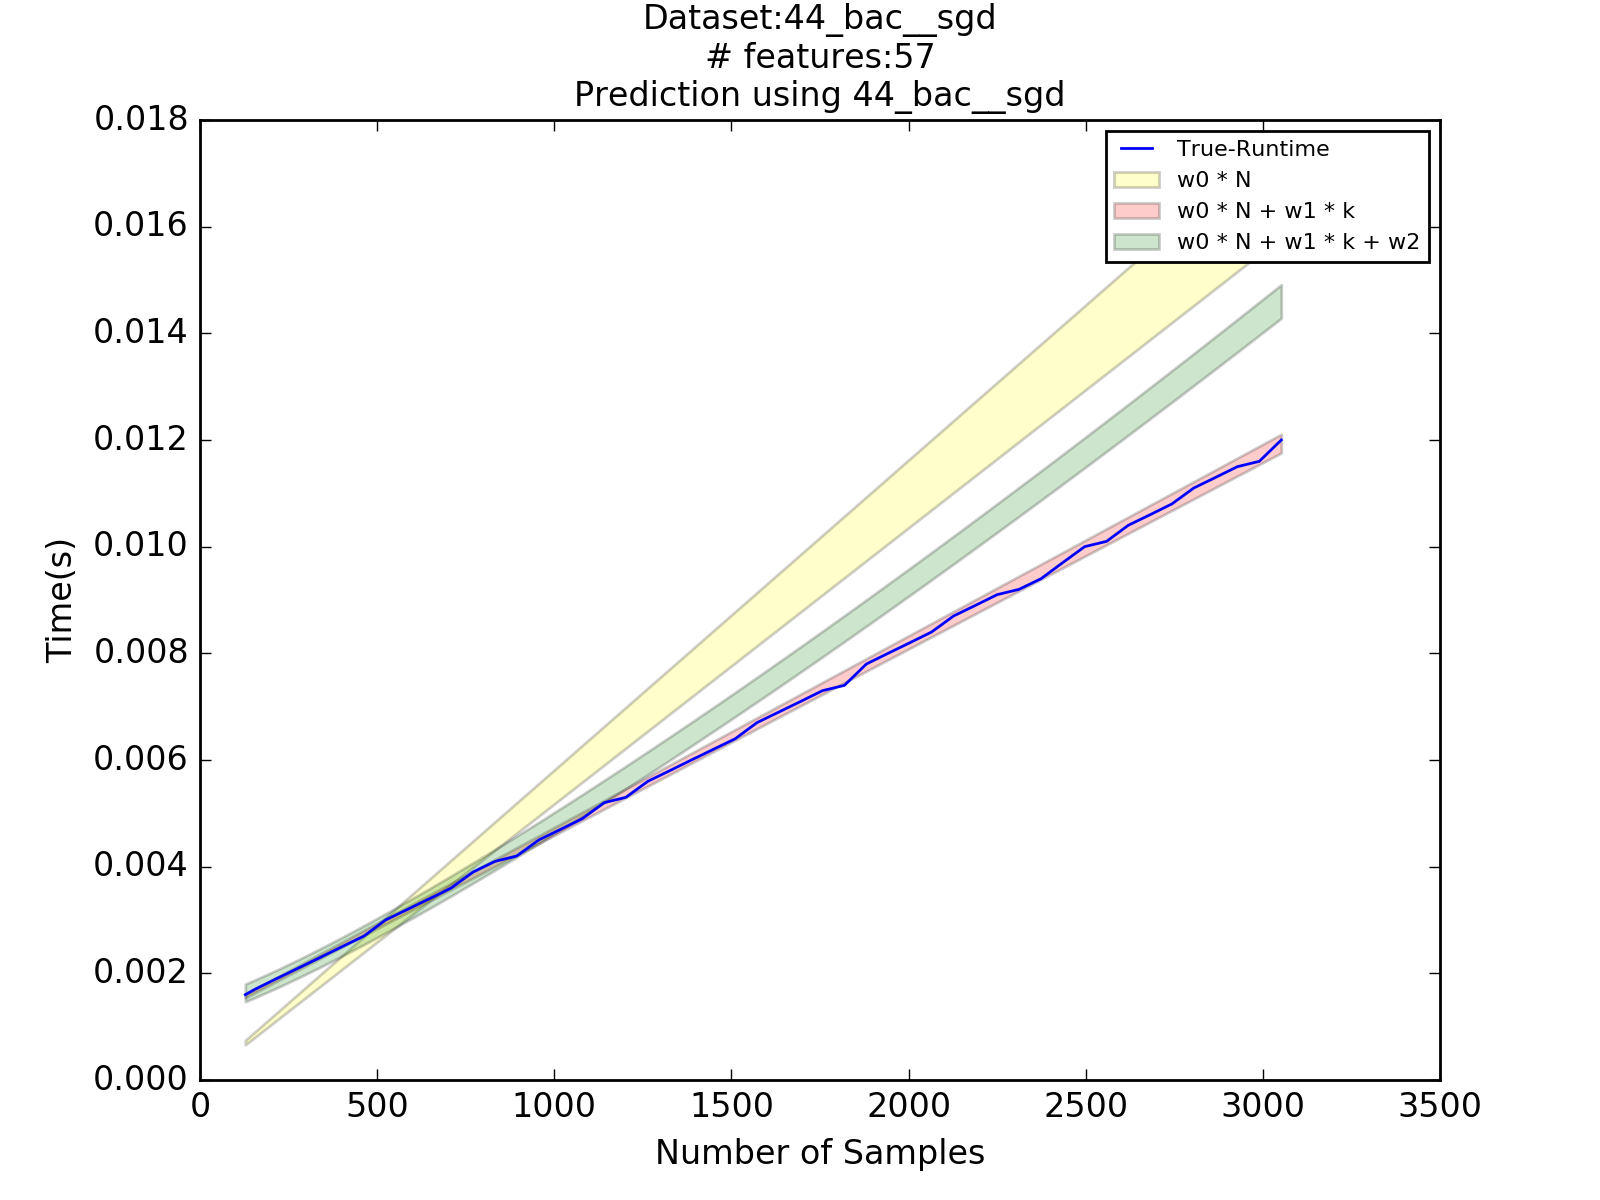 Dataset:44_bac__sgd
# features:57
Prediction using 44_bac__sgd
0.018
0.016
0.014
0.012
0.010
0.008
0.006
0.004
0.002
0.000
Time(s)
True-Runtime
w0 * N
w0 * N + w1 * k
w0 * N + w1 * k + w2
0 500 1000 1500 2000 2500 3000 3500
Number of Samples